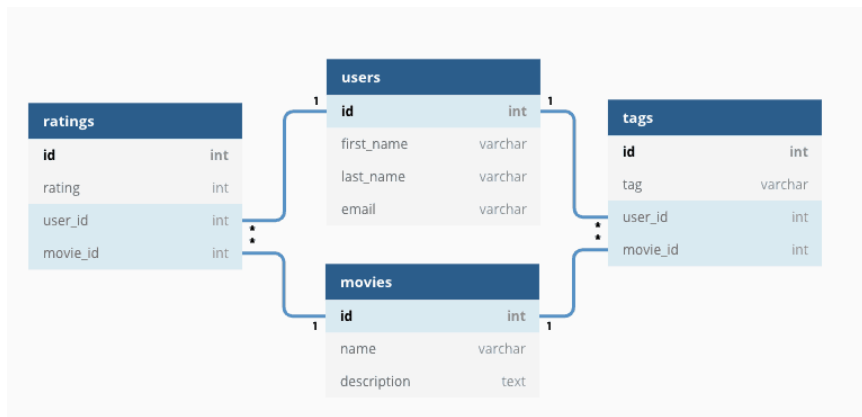 ratings
id int
rating int
user_id int
movie_id int
*
*
users
1 id int 1
first_name varchar
last_name varchar
email varchar
movies
1 id int 1
name varchar
description text
tags
id int
tag varchar
user_id int
movie_id int
*
*